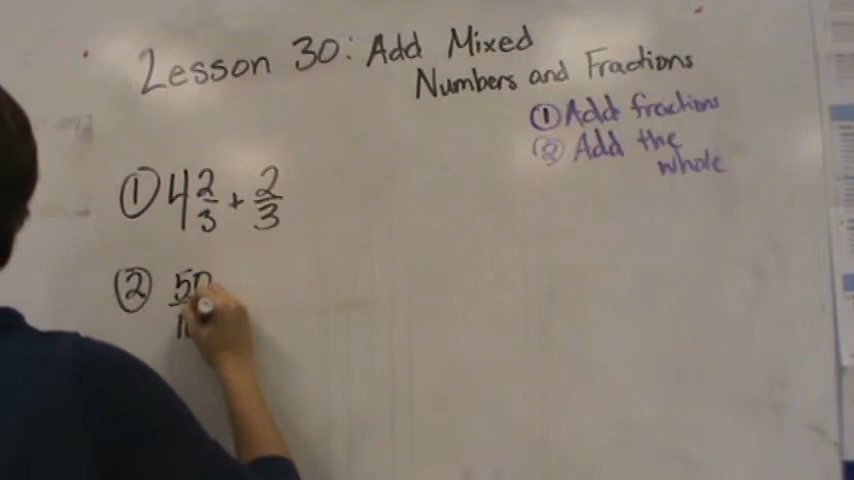 Lesson 30: Add Mixed
Numbers and Fractions
① Add fractions
② Add the
whole
① 4 2/3 + 2/3
② 50